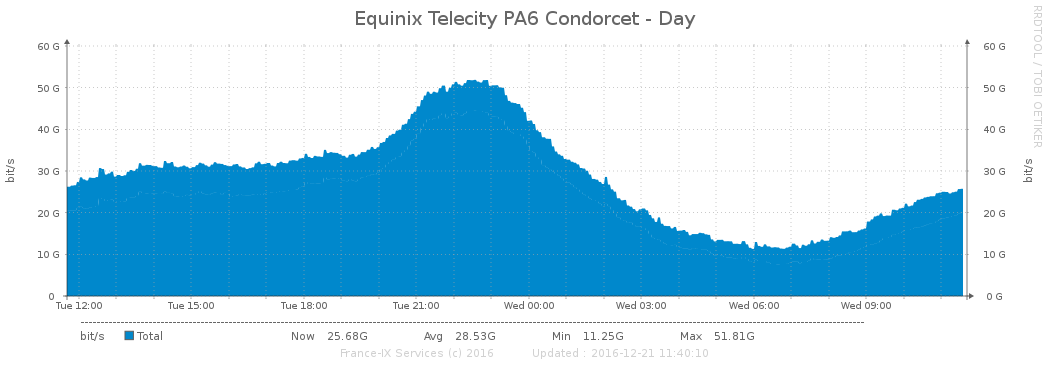 Equinix Telecity PA6 Condorcet - Day
RRDTOOL / TOBI OETIKER
60 G 60 G
50 G 50 G
40 G 40 G
30 G 30 G
20 G 20 G
10 G 10 G
0 0 G
bit/s bit/s
Tue 12:00 Tue 15:00 Tue 18:00 Tue 21:00 Wed 00:00 Wed 03:00 Wed 06:00 Wed 09:00
bit/s Total Now 25.68G Avg 28.53G Min 11.25G Max 51.81G
France-IX Services (c) 2016 Updated : 2016-12-21 11:40:10